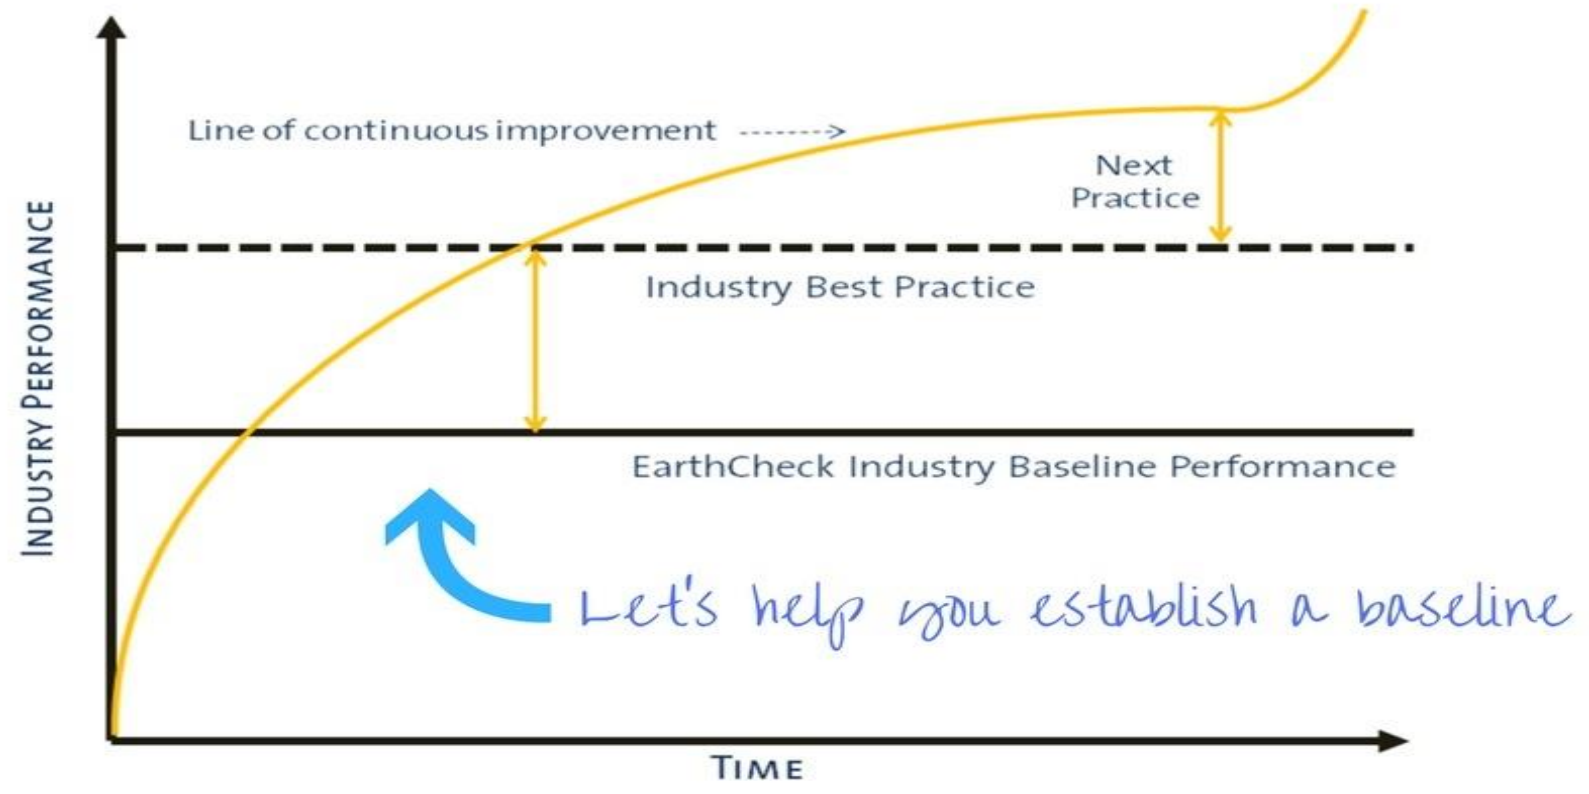 Line of continuous improvement
Next
Practice
INDUSTRY PERFORMANCE
Industry Best Practice
EarthCheck Industry Baseline Performance
Let's help you establish a baseline
TIME